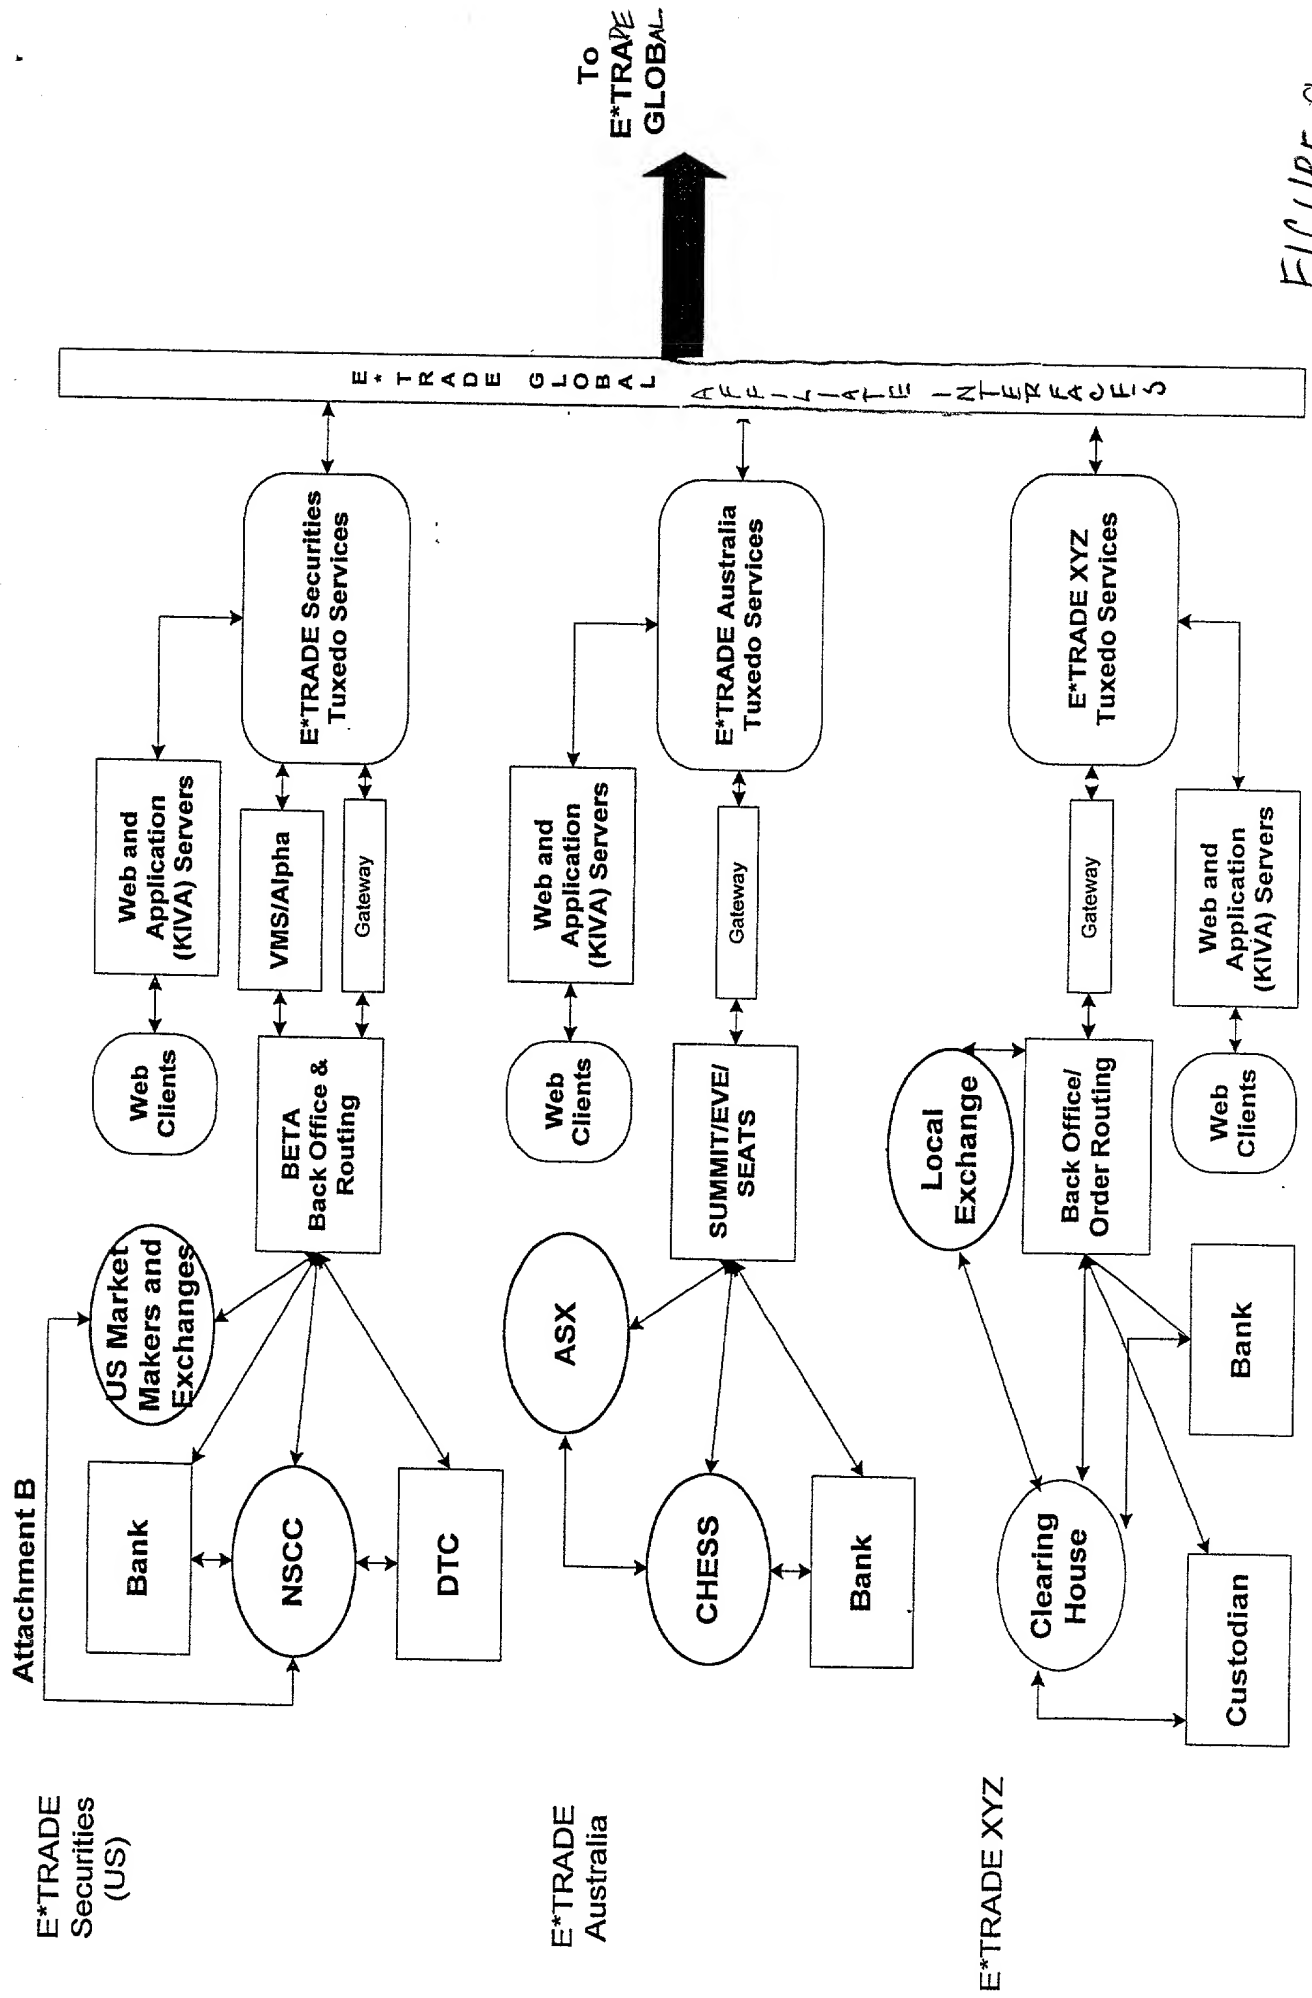 Attachment B
E*TRADE
Securities
(US)
US Market
Makers and
Exchanges
Bank
NSCC
DTC
Web
Clients
Web and
Application
(KIVA) Servers
BETA
Back Office &
Routing
VMS/Alpha
Gateway
E*TRADE Securities
Tuxedo Services
E*TRADE
Australia
ASX
CHESS
Bank
Web
Clients
Web and
Application
(KIVA) Servers
SUMMIT/EVE/
SEATS
Gateway
E*TRADE Australia
Tuxedo Services
E*TRADE XYZ
Local
Exchange
Clearing
House
Custodian
Bank
Back Office/
Order Routing
Gateway
Web
Clients
Web and
Application
(KIVA) Servers
E*TRADE XYZ
Tuxedo Services
E* TRADE GLOBAL AFFILIATE INTERFACES
To
E*TRADE
GLOBAL
FIGURE